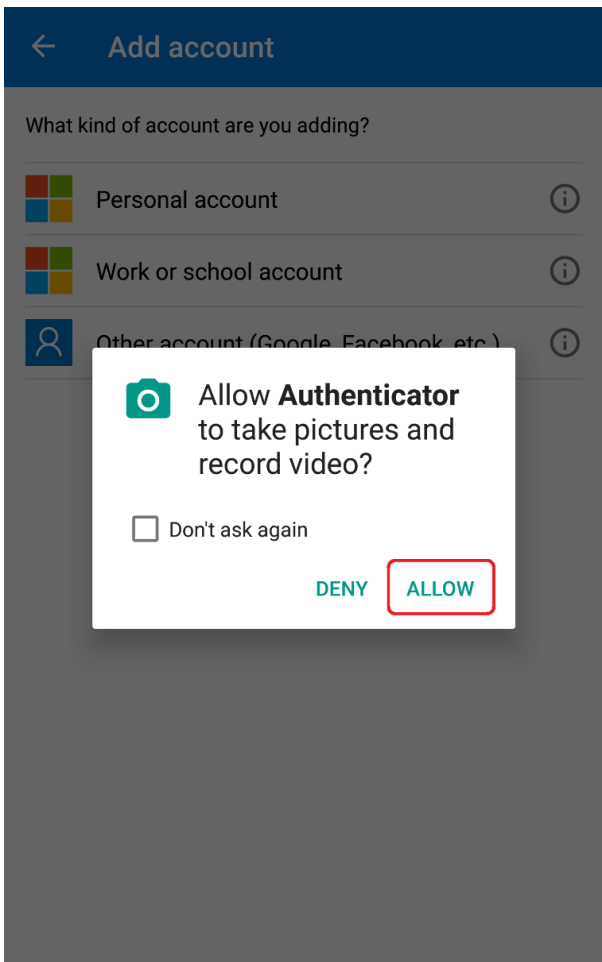 Add account
What kind of account are you adding?
Personal account
Work or school account
Other account (Google, Facebook, etc.)
Allow Authenticator
to take pictures and
record video?
Don't ask again
DENY ALLOW